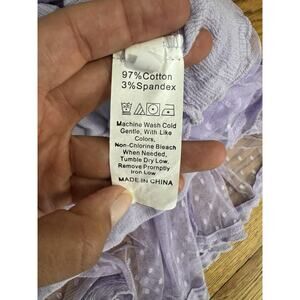 97%Cotton
3%Spandex
Machine Wash Cold
Gentle, With Like
Colors.
Non-Chlorine Bleach
When Needed,
Tumble Dry Low.
Remove Promptly
Iron Low
MADE IN CHINA